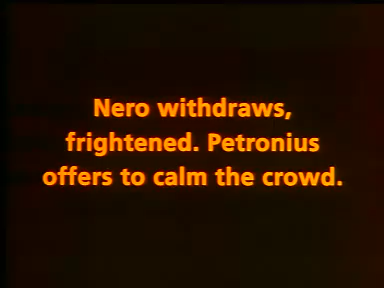 Nero withdraws,
frightened. Petronius
offers to calm the crowd.